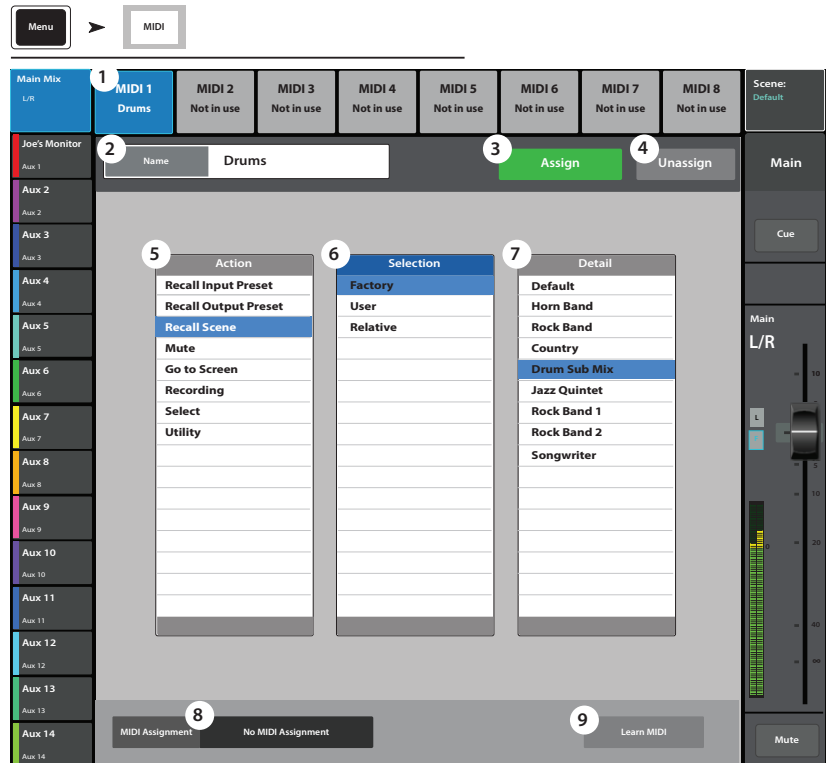 Menu
MIDI
Main Mix
L/R
1
MIDI 1
Drums
MIDI 2
Not in use
MIDI 3
Not in use
MIDI 4
Not in use
MIDI 5
Not in use
MIDI 6
Not in use
MIDI 7
Not in use
MIDI 8
Not in use
Scene:
Default
Joe's Monitor
Aux 1
Aux 2
Aux 2
Aux 3
Aux 3
Aux 4
Aux 4
Aux 5
Aux 5
Aux 6
Aux 6
Aux 7
Aux 7
Aux 8
Aux 8
Aux 9
Aux 9
Aux 10
Aux 10
Aux 11
Aux 11
Aux 12
Aux 12
Aux 13
Aux 13
Aux 14
Aux 14
2
Name
Drums
3
Assign
4
Unassign
5
Action
Recall Input Preset
Recall Output Preset
Recall Scene
Mute
Go to Screen
Recording
Select
Utility
6
Selection
Factory
User
Relative
7
Detail
Default
Horn Band
Rock Band
Country
Drum Sub Mix
Jazz Quintet
Rock Band 1
Rock Band 2
Songwriter
8
MIDI Assignment
No MIDI Assignment
9
Learn MIDI
Main
Cue
Main
L/R
10
L
5
10
0
20
40
∞
Mute